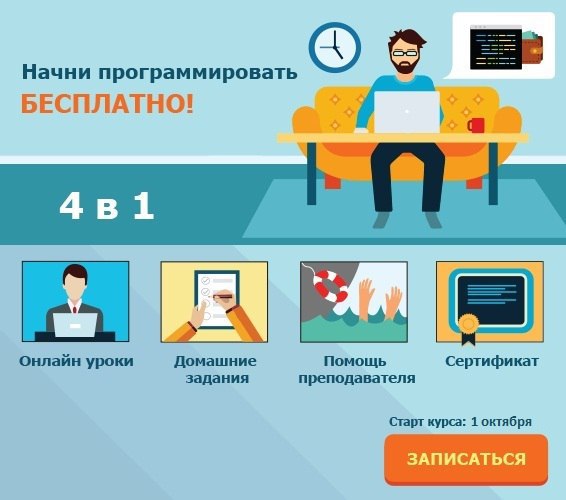 Начни программировать
БЕСПЛАТНО!
4 в 1
Онлайн уроки
Домашние
задания
Помощь
преподавателя
Сертификат
Старт курса: 1 октября
ЗАПИСАТЬСЯ